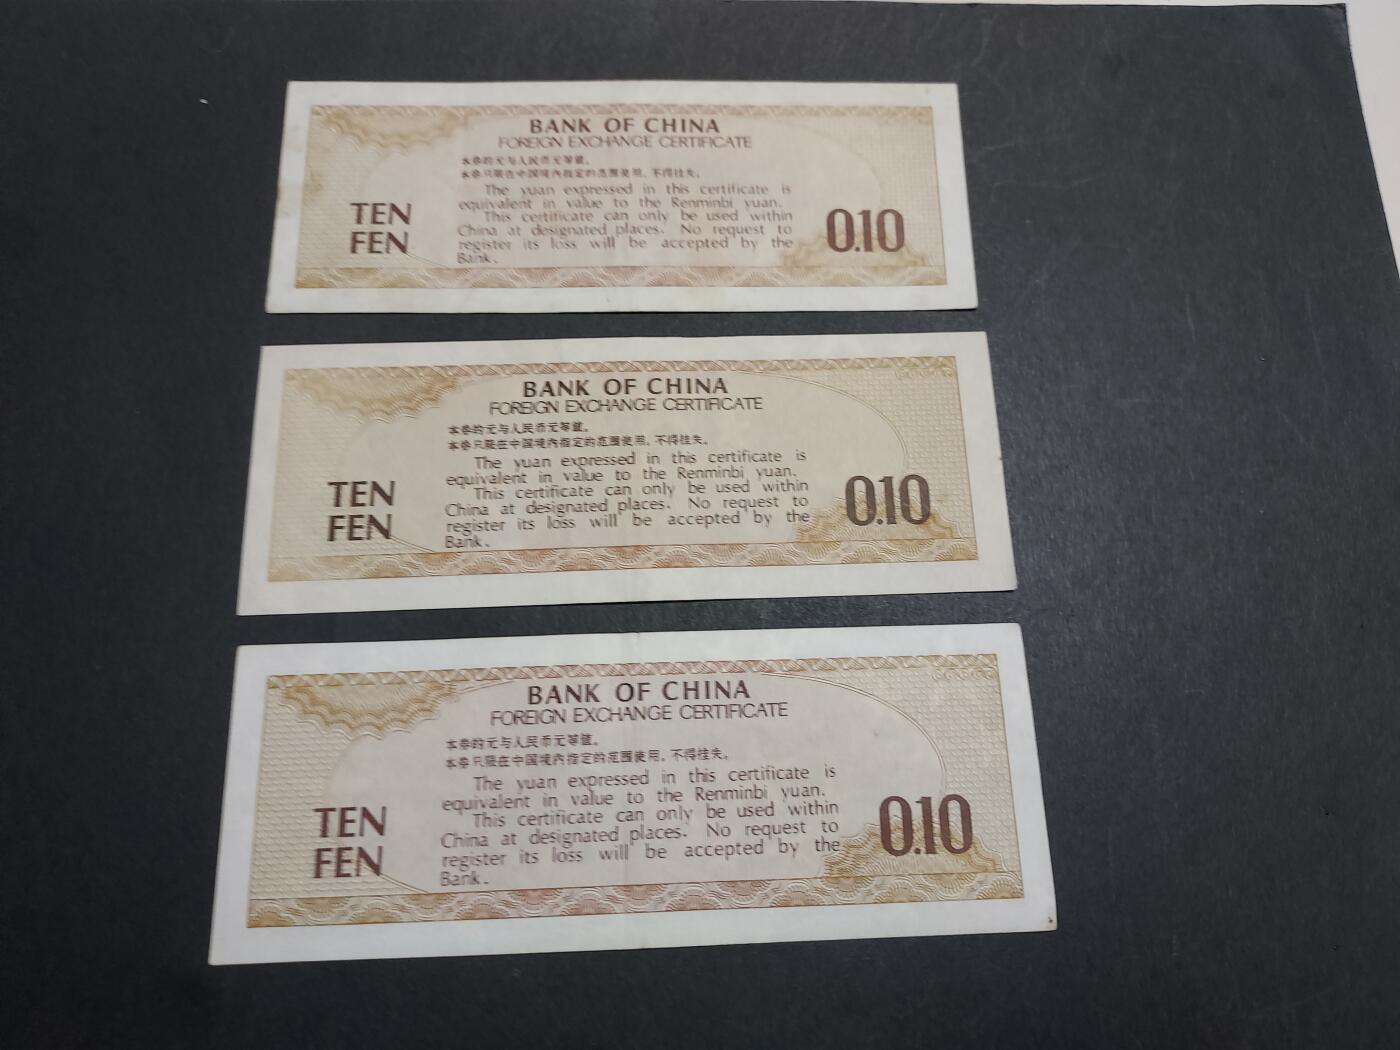 BANK OF CHINA
FOREIGN EXCHANGE CERTIFICATE
本券的元与人民币元等值。
本券只限在中国境内指定的范围使用，不得挂失。
The yuan expressed in this certificate is
equivalent in value to the Renminbi yuan.
This certificate can only be used within
China at designated places. No request to
register its loss will be accepted by the
Bank.
TEN
FEN
0.10
BANK OF CHINA
FOREIGN EXCHANGE CERTIFICATE
本券的元与人民币元等值。
本券只限在中国境内指定的范围使用，不得挂失。
The yuan expressed in this certificate is
equivalent in value to the Renminbi yuan.
This certificate can only be used within
China at designated places. No request to
register its loss will be accepted by the
Bank.
TEN
FEN
0.10
BANK OF CHINA
FOREIGN EXCHANGE CERTIFICATE
本券的元与人民币元等值。
本券只限在中国境内指定的范围使用，不得挂失。
The yuan expressed in this certificate is
equivalent in value to the Renminbi yuan.
This certificate can only be used within
China at designated places. No request to
register its loss will be accepted by the
Bank.
TEN
FEN
0.10